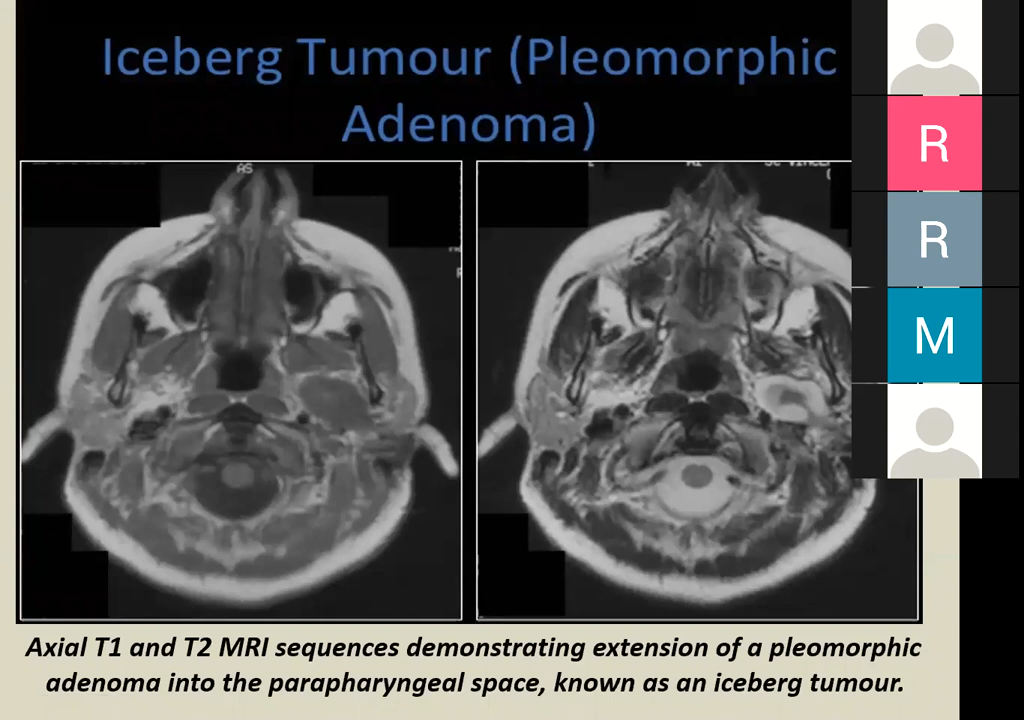 Iceberg Tumour (Pleomorphic
Adenoma)
AS
R
R
M
Axial T1 and T2 MRI sequences demonstrating extension of a pleomorphic
adenoma into the parapharyngeal space, known as an iceberg tumour.